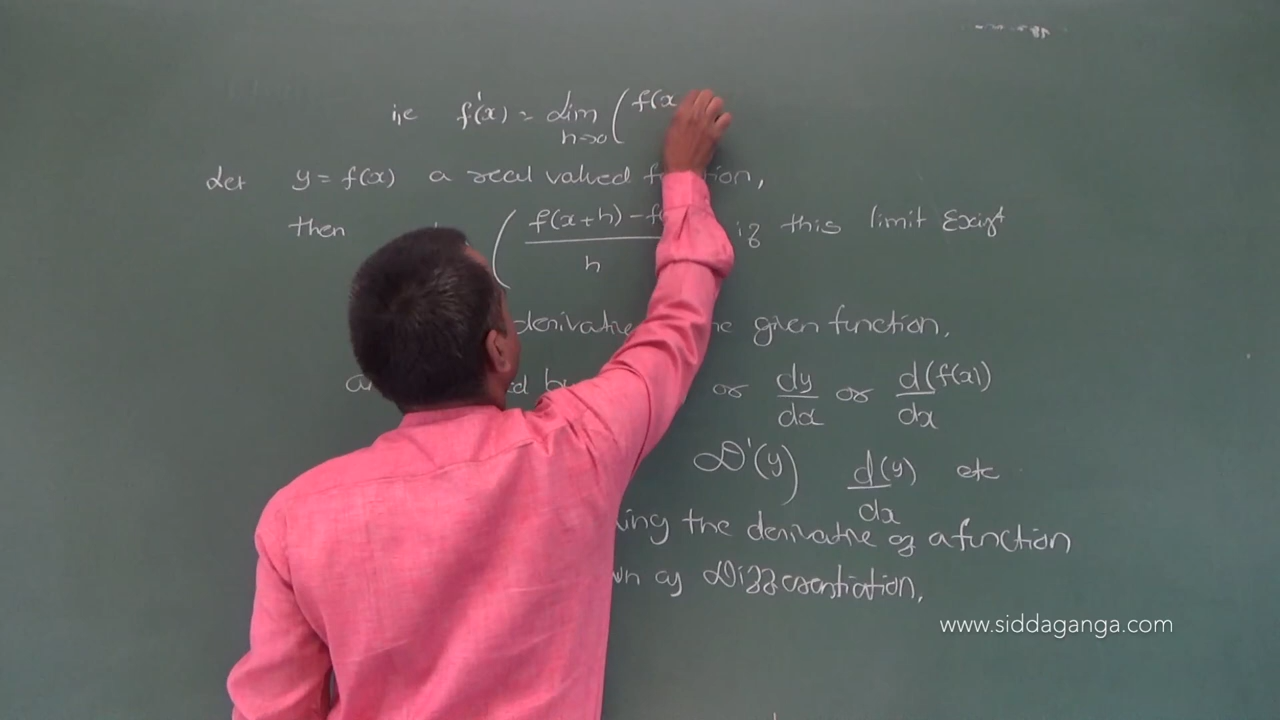 i,e f'(x) = Lim h→0 ( f(x
Let y = f(x) a real valued function,
then ( f(x+h) - f( / h if this limit Exist
derivative the given function,
or dy/dx or d(f(x))/dx
D'(y) d(y)/dx etc
the derivative of a function
as Differentiation,
www.siddaganga.com